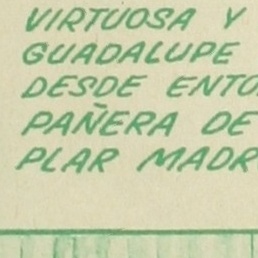 VIRTUOSA Y
GUADALUPE
DESDE ENTO
PAÑERA DE
PLAR MADR